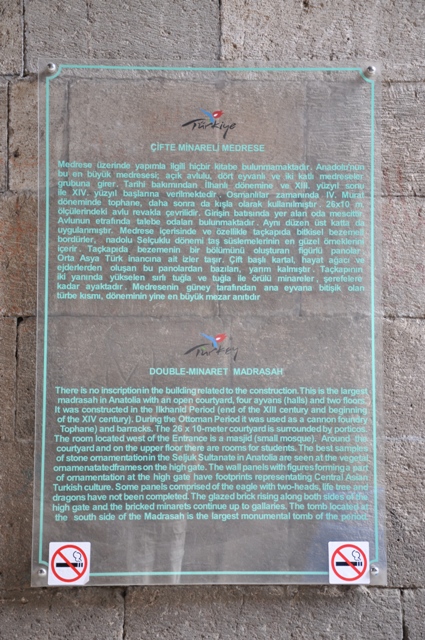 Türkiye
ÇİFTE MİNARELİ MEDRESE
Medrese üzerinde yapımla ilgili hiçbir kitabe bulunmamaktadır. Anadolu'nun
bu en büyük medresesi; açık avlulu, dört eyvanlı ve iki katlı medreseler
grubuna girer. Tarihi bakımından İlhanlı dönemine ve XIII. yüzyıl sonu
ile XIV. yüzyıl başlarına verilmektedir. Osmanlılar zamanında IV. Murat
döneminde tophane, daha sonra da kışla olarak kullanılmıştır. 26x10 m
ölçülerindeki avlu revakla çevrilidir. Girişin batısında yer alan oda mescittir.
Avlunun etrafında talebe odaları bulunmaktadır. Ayni düzen üst katta da
uygulanmıştır. Medrese içerisinde ve özellikle taçkapıda bitkisel bezemeli
bordürler,.. nadolu Selçuklu dönemi taş süslemelerinin en güzel örneklerini
içerir. Taçkapıda bezemenin bir bölümünü oluşturan figürlü panolar,
Orta Asya Türk inancına ait izler taşır. Çift başlı kartal, hayat ağacı ve
ejderlerden oluşan bu panolardan bazıları, yarım kalmıştır. Taçkapının
iki yanında yükselen sırlı tuğla ve tuğla ile örülü minareler, şerefelere
kadar ayaktadır. Medresenin güney tarafından ana eyvana bitişik olan
türbe kısmı, döneminin yine en büyük mezar anıtıdır
Türkiye
DOUBLE-MINARET MADRASAH
There is no inscription in the building related to the construction.This is the largest
madrasah in Anatolia with an open courtyard, four ayvans (halls) and two floors.
It was constructed in the Ilkhanid Period (end of the XIII century and beginning
of the XIV century). During the Ottoman Period it was used as a cannon foundry
Tophane) and barracks. The 26 x 10-meter courtyard is surrounded by porticos.
The room located west of the Entrance is a masjid (small mosque). Around the
courtyard and on the upper floor there are rooms for students. The best samples
of stone ornamentation in the Seljuk Sultanate in Anatolia are seen at the vegetal
ornamenatatedframes on the high gate. The wall panels with figures forming a part
of ornamentation at the high gate have footprints representing Central Asian
Turkish culture. Some panels comprised of the eagle with two-heads, life tree and
dragons have not been completed. The glazed brick rising along both sides of the
high gate and the bricked minarets continue up to gallaries. The tomb located at
the south side of the Madrasah is the largest monumental tomb of the period.